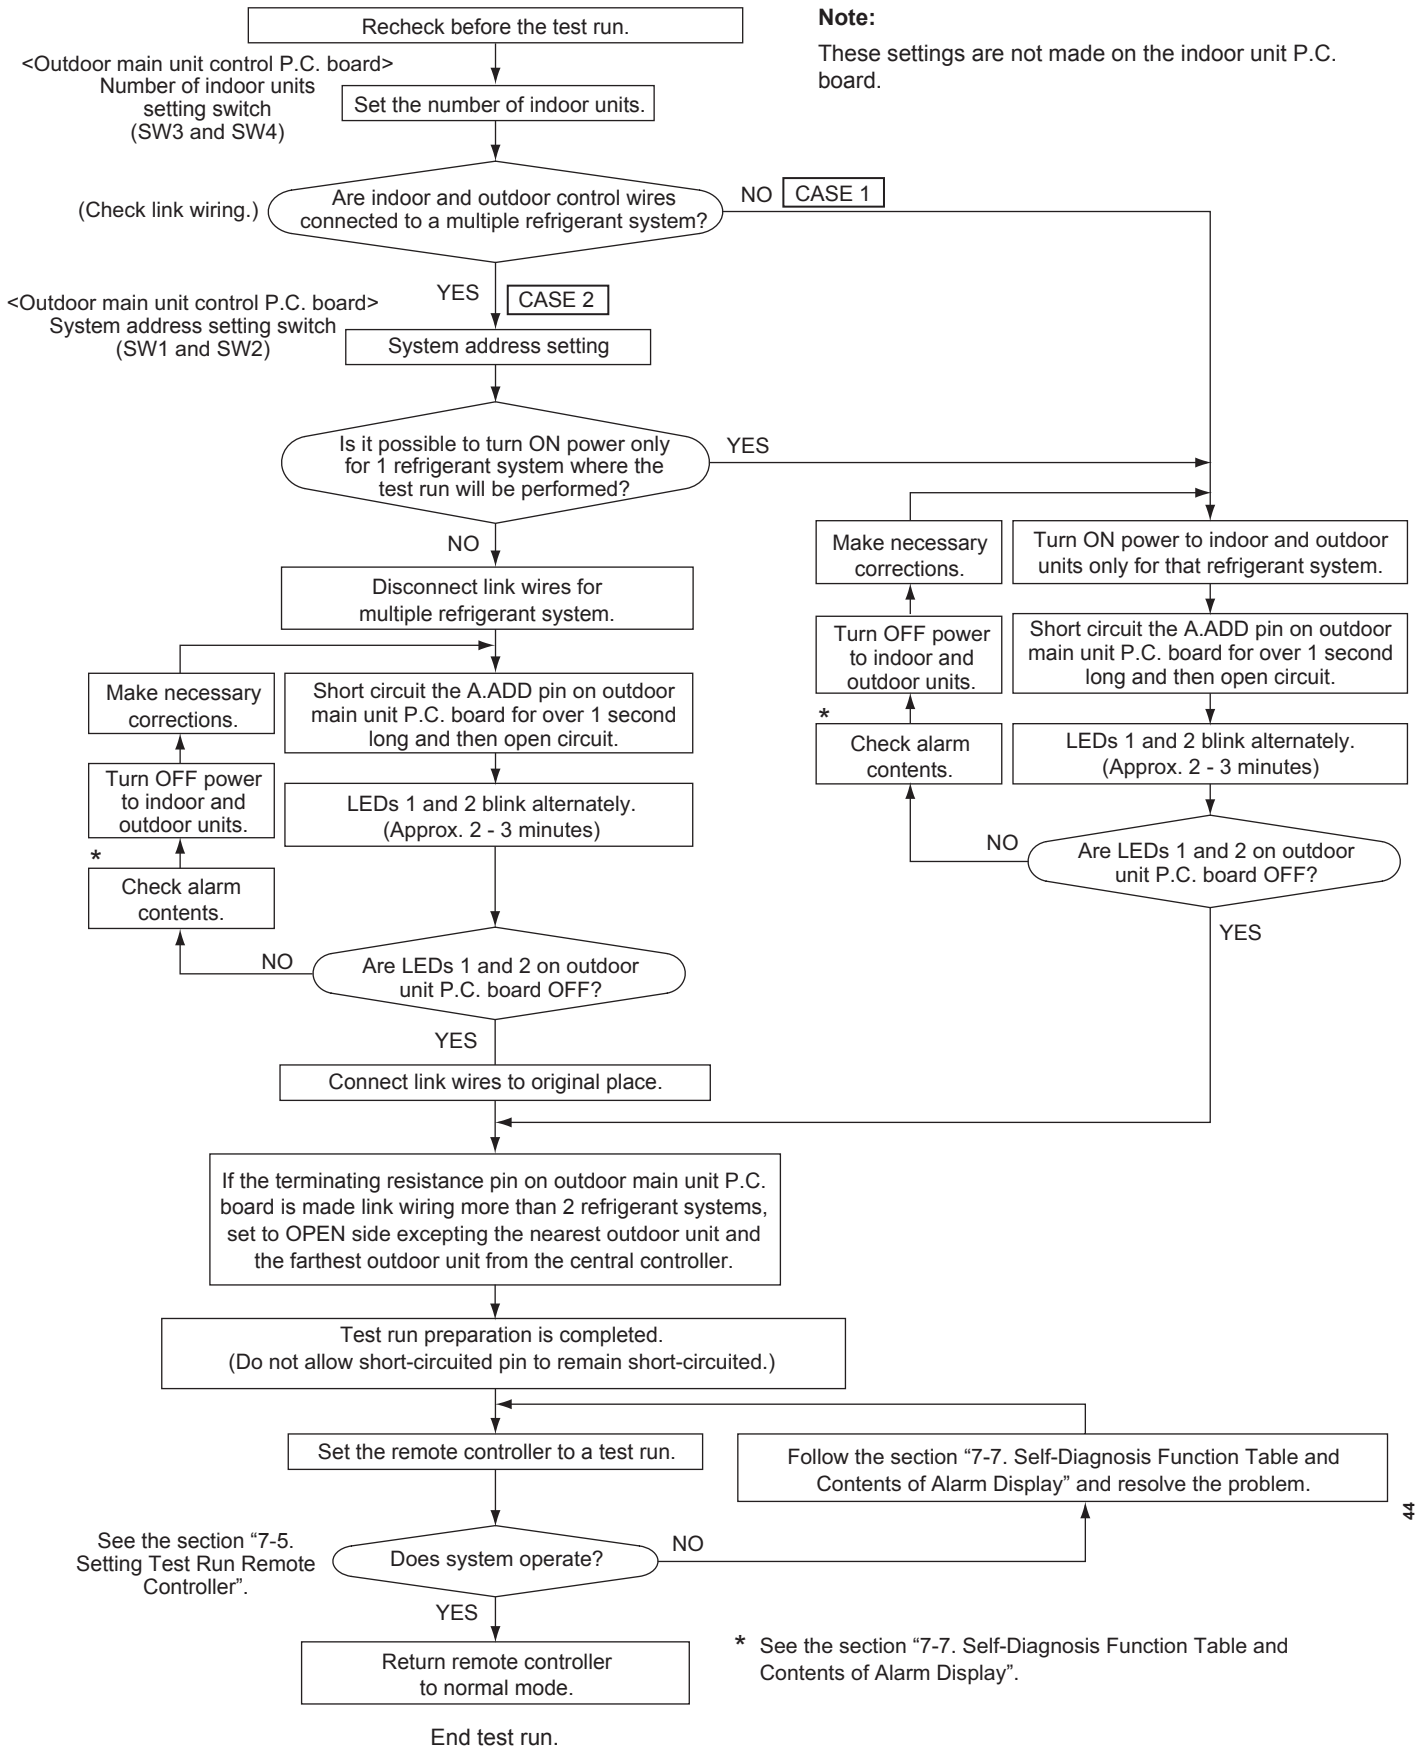 Recheck before the test run.
Note:
These settings are not made on the indoor unit P.C.
board.
<Outdoor main unit control P.C. board>
Number of indoor units
setting switch
(SW3 and SW4)
Set the number of indoor units.
(Check link wiring.)
Are indoor and outdoor control wires
connected to a multiple refrigerant system?
NO CASE 1
YES CASE 2
<Outdoor main unit control P.C. board>
System address setting switch
(SW1 and SW2)
System address setting
Is it possible to turn ON power only
for 1 refrigerant system where the
test run will be performed?
YES
NO
Disconnect link wires for
multiple refrigerant system.
Make necessary
corrections.
Turn OFF power
to indoor and
outdoor units.
*
Check alarm
contents.
Short circuit the A.ADD pin on outdoor
main unit P.C. board for over 1 second
long and then open circuit.
LEDs 1 and 2 blink alternately.
(Approx. 2 - 3 minutes)
NO
Are LEDs 1 and 2 on outdoor
unit P.C. board OFF?
YES
Connect link wires to original place.
Make necessary
corrections.
Turn OFF power
to indoor and
outdoor units.
*
Check alarm
contents.
Turn ON power to indoor and outdoor
units only for that refrigerant system.
Short circuit the A.ADD pin on outdoor
main unit P.C. board for over 1 second
long and then open circuit.
LEDs 1 and 2 blink alternately.
(Approx. 2 - 3 minutes)
NO
Are LEDs 1 and 2 on outdoor
unit P.C. board OFF?
YES
If the terminating resistance pin on outdoor main unit P.C.
board is made link wiring more than 2 refrigerant systems,
set to OPEN side excepting the nearest outdoor unit and
the farthest outdoor unit from the central controller.
Test run preparation is completed.
(Do not allow short-circuited pin to remain short-circuited.)
Set the remote controller to a test run.
Follow the section “7-7. Self-Diagnosis Function Table and
Contents of Alarm Display” and resolve the problem.
See the section “7-5.
Setting Test Run Remote
Controller”.
Does system operate?
NO
YES
Return remote controller
to normal mode.
* See the section “7-7. Self-Diagnosis Function Table and
Contents of Alarm Display”.
End test run.
44